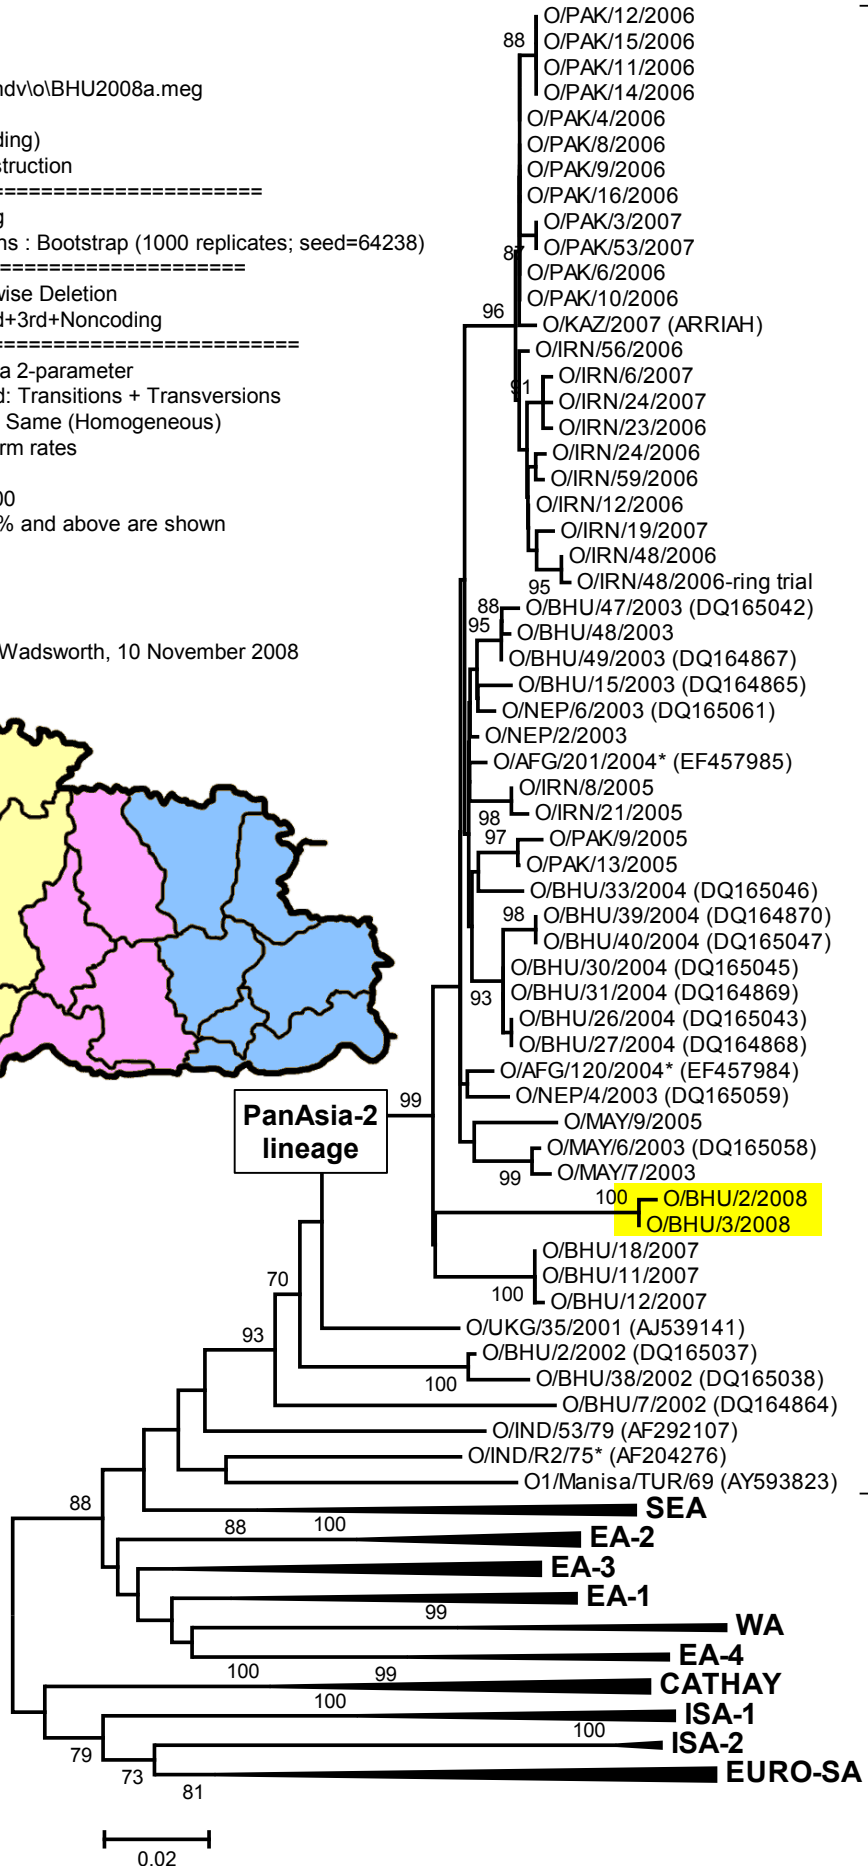 ndv\o\BHU2008a.meg
ding)
struction
======================
g
ns : Bootstrap (1000 replicates; seed=64238)
=====================
wise Deletion
d+3rd+Noncoding
=========================
a 2-parameter
d: Transitions + Transversions
Same (Homogeneous)
rm rates
00
% and above are shown
Wadsworth, 10 November 2008
O/PAK/12/2006
88
O/PAK/15/2006
O/PAK/11/2006
O/PAK/14/2006
O/PAK/4/2006
O/PAK/8/2006
O/PAK/9/2006
O/PAK/16/2006
O/PAK/3/2007
O/PAK/53/2007
87
O/PAK/6/2006
O/PAK/10/2006
96
O/KAZ/2007 (ARRIAH)
O/IRN/56/2006
O/IRN/6/2007
91
O/IRN/24/2007
O/IRN/23/2006
O/IRN/24/2006
O/IRN/59/2006
O/IRN/12/2006
O/IRN/19/2007
O/IRN/48/2006
O/IRN/48/2006-ring trial
95
88
O/BHU/47/2003 (DQ165042)
95
O/BHU/48/2003
O/BHU/49/2003 (DQ164867)
O/BHU/15/2003 (DQ164865)
O/NEP/6/2003 (DQ165061)
O/NEP/2/2003
O/AFG/201/2004* (EF457985)
O/IRN/8/2005
O/IRN/21/2005
98
97
O/PAK/9/2005
O/PAK/13/2005
O/BHU/33/2004 (DQ165046)
98
O/BHU/39/2004 (DQ164870)
O/BHU/40/2004 (DQ165047)
O/BHU/30/2004 (DQ165045)
93
O/BHU/31/2004 (DQ164869)
O/BHU/26/2004 (DQ165043)
O/BHU/27/2004 (DQ164868)
O/AFG/120/2004* (EF457984)
O/NEP/4/2003 (DQ165059)
99
PanAsia-2
lineage
O/MAY/9/2005
O/MAY/6/2003 (DQ165058)
O/MAY/7/2003
99
100
O/BHU/2/2008
O/BHU/3/2008
O/BHU/18/2007
O/BHU/11/2007
100
O/BHU/12/2007
70
O/UKG/35/2001 (AJ539141)
93
O/BHU/2/2002 (DQ165037)
100
O/BHU/38/2002 (DQ165038)
O/BHU/7/2002 (DQ164864)
O/IND/53/79 (AF292107)
O/IND/R2/75* (AF204276)
O1/Manisa/TUR/69 (AY593823)
88
SEA
100
88
EA-2
EA-3
EA-1
99
WA
EA-4
100
99
CATHAY
100
ISA-1
100
ISA-2
79
73
EURO-SA
81
0.02